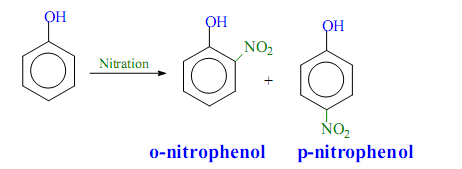 OH
Nitration
OH
NO₂
+
OH
NO₂
o-nitrophenol
p-nitrophenol